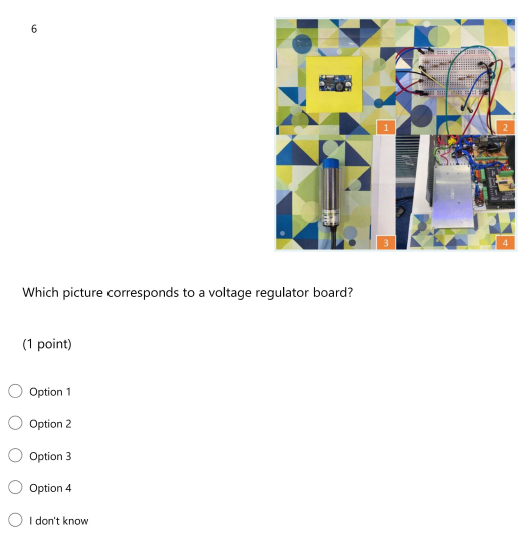 6
1
2
3
4
Which picture corresponds to a voltage regulator board?
(1 point)
Option 1
Option 2
Option 3
Option 4
I don't know